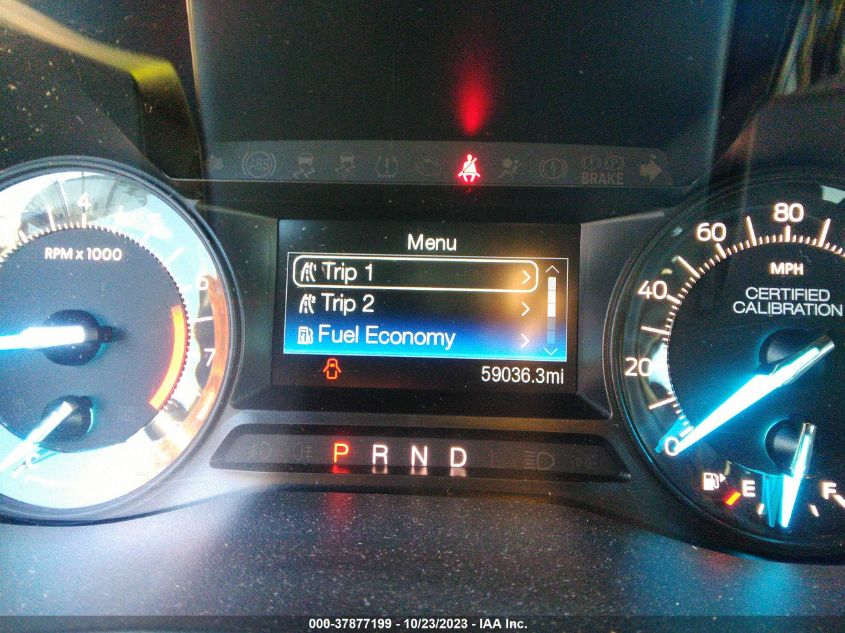 ABS
BRAKE
4
6
7
RPM x 1000
Menu
Trip 1
Trip 2
Fuel Economy
59036.3mi
P R N D
0
20
40
60
80
MPH
CERTIFIED
CALIBRATION
E
F
000-37877199 - 10/23/2023 - IAA Inc.